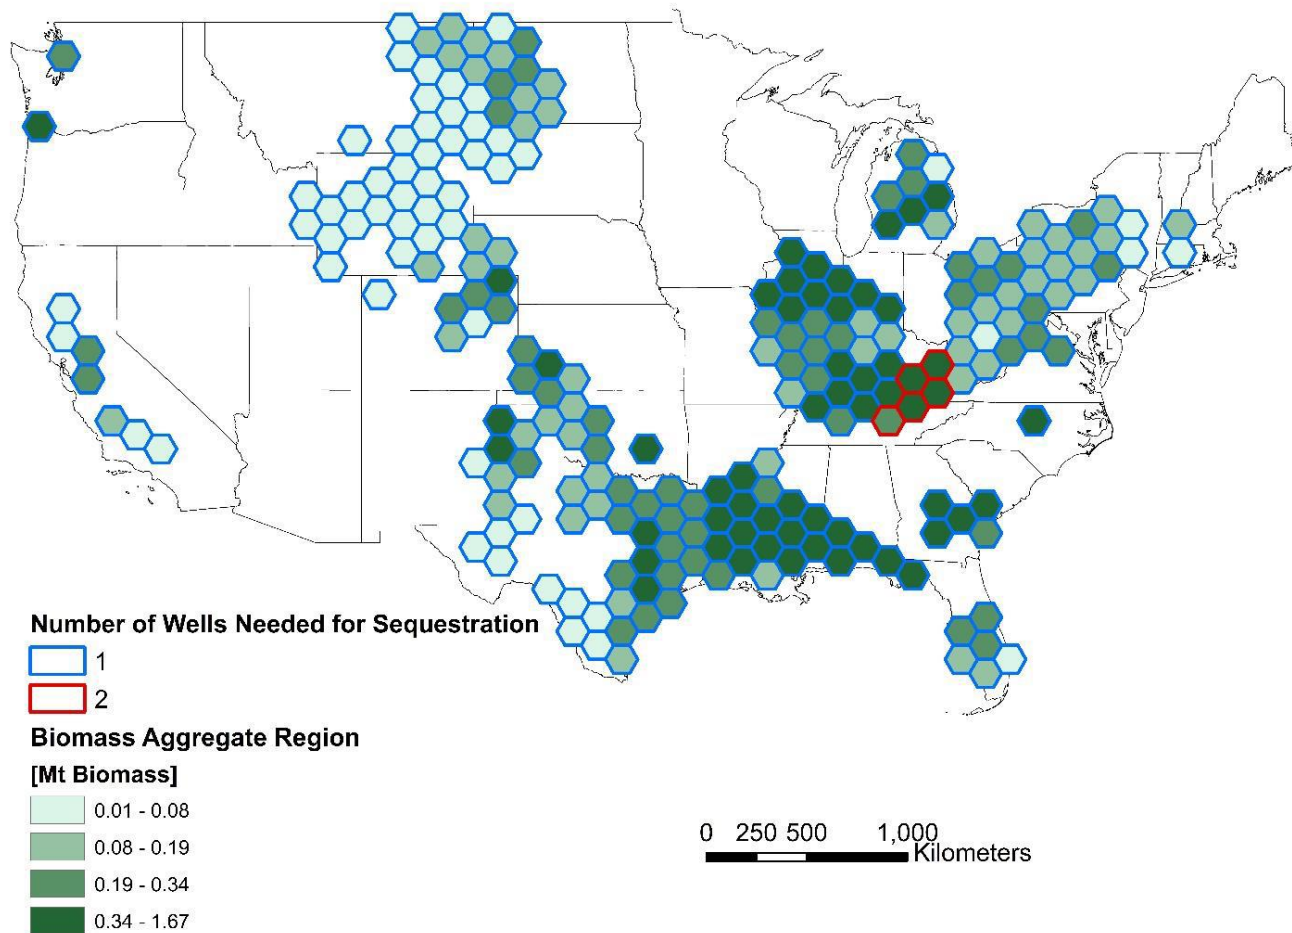 Number of Wells Needed for Sequestration
1
2
Biomass Aggregate Region
[Mt Biomass]
0.01 - 0.08
0.08 - 0.19
0.19 - 0.34
0.34 - 1.67
0 250 500 1,000
Kilometers